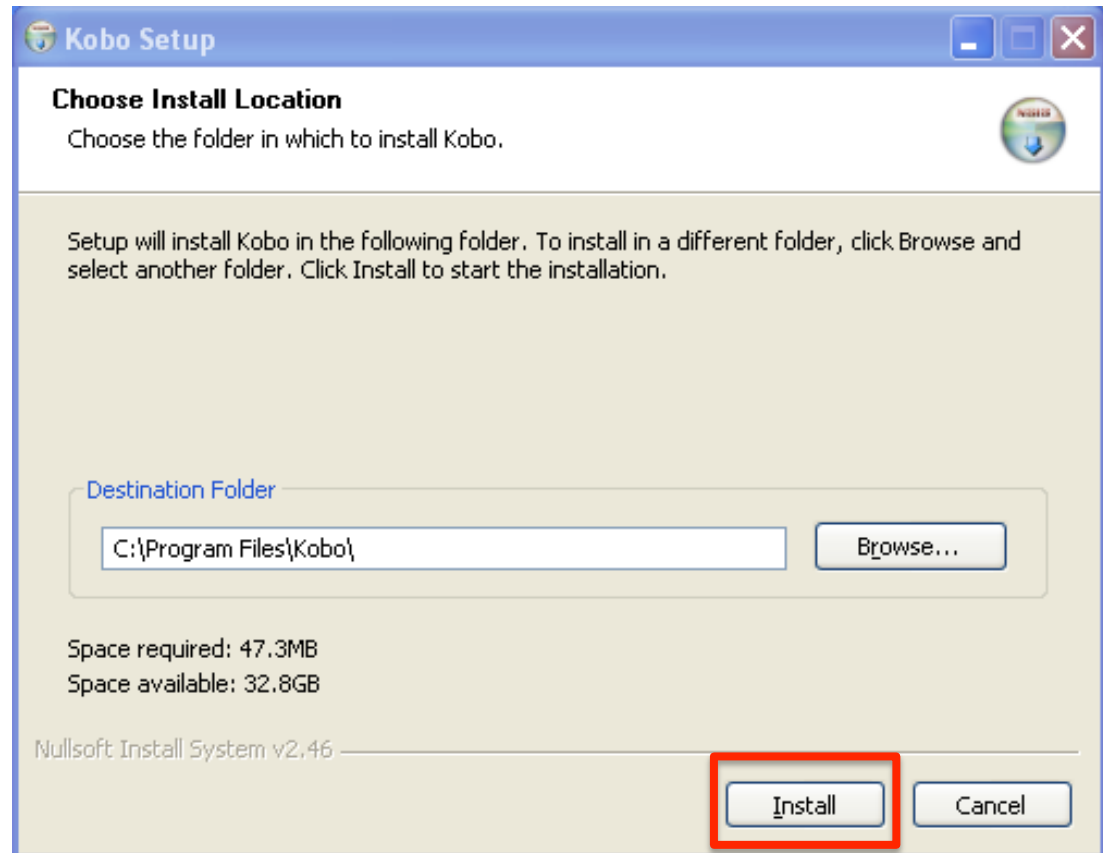 Kobo Setup
Choose Install Location
Choose the folder in which to install Kobo.
Setup will install Kobo in the following folder. To install in a different folder, click Browse and
select another folder. Click Install to start the installation.
Destination Folder
C:\Program Files\Kobo\
Browse...
Space required: 47.3MB
Space available: 32.8GB
Nullsoft Install System v2.46
Install
Cancel